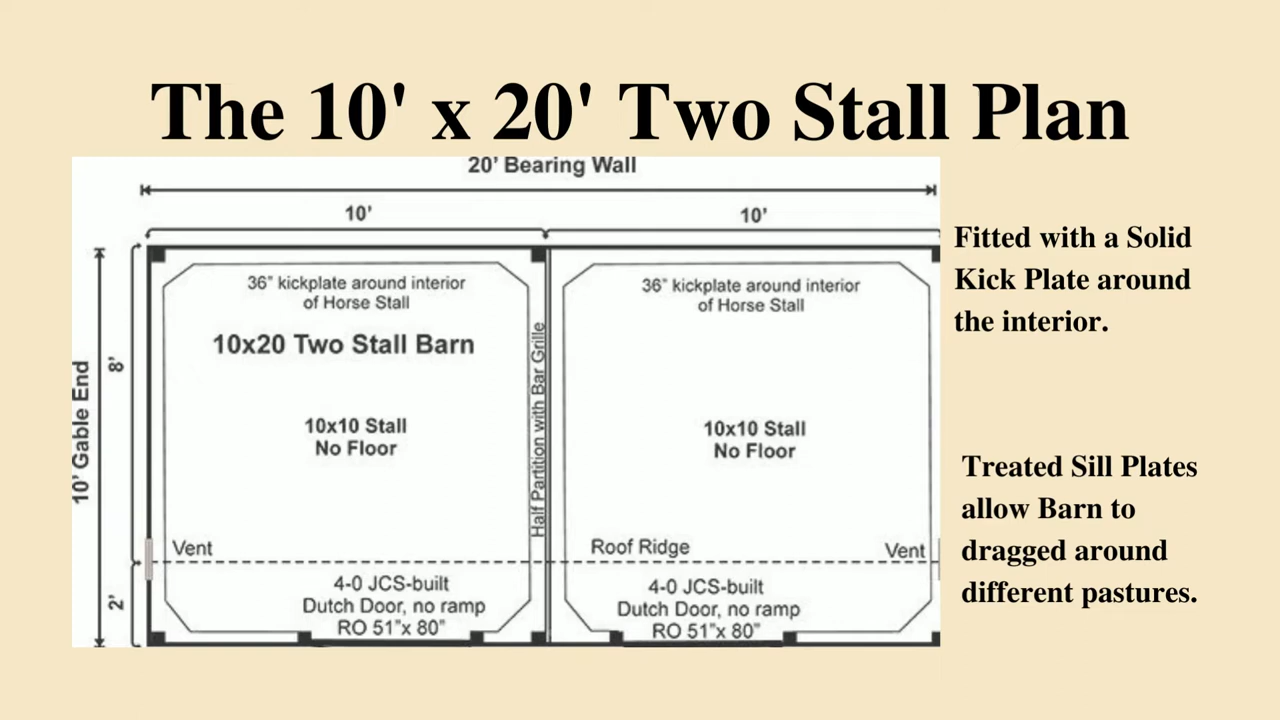 The 10' x 20' Two Stall Plan
20’ Bearing Wall
10’
10’
Fitted with a Solid
Kick Plate around
the interior.
36” kickplate around interior
of Horse Stall
36” kickplate around interior
of Horse Stall
10x20 Two Stall Barn
8’
10’ Gable End
Half Partition with Bar Grille
10x10 Stall
No Floor
10x10 Stall
No Floor
Treated Sill Plates
allow Barn to
dragged around
different pastures.
Vent
Roof Ridge
Vent
2’
4-0 JCS-built
Dutch Door, no ramp
RO 51”x 80”
4-0 JCS-built
Dutch Door, no ramp
RO 51”x 80”